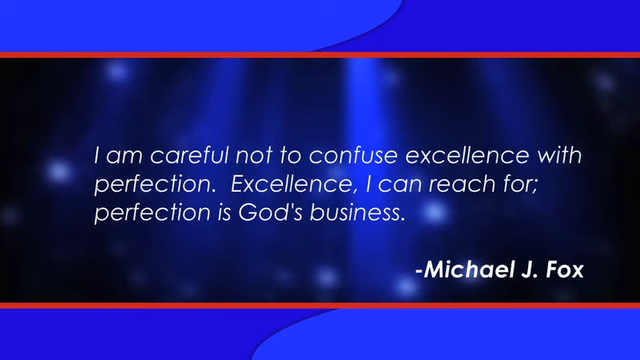 I am careful not to confuse excellence with
perfection.  Excellence, I can reach for;
perfection is God's business.
-Michael J. Fox